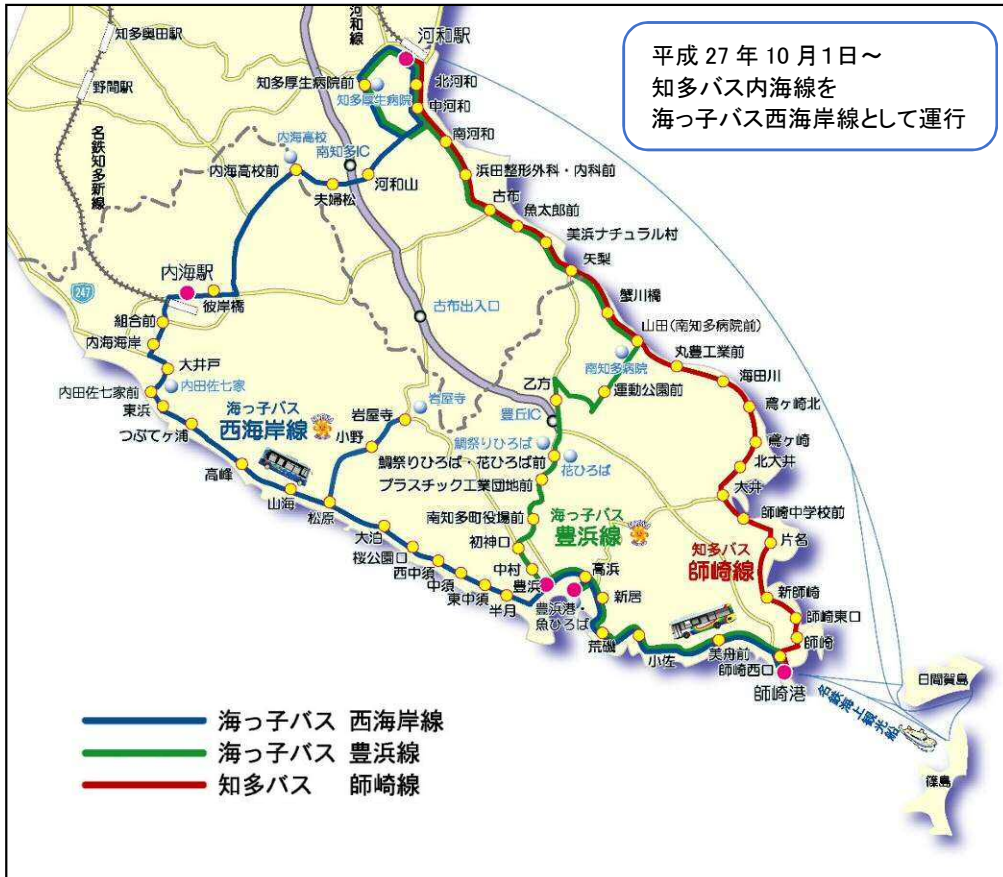 平成 27 年 10 月1日~
知多バス内海線を
海っ子バス西海岸線として運行
知多奥田駅
河和線
河和駅
野間駅
知多厚生病院前
知多厚生病院
北河和
中河和
名鉄知多新線
内海高校
南知多IC
南河和
内海高校前
夫婦松
河和山
浜田整形外科・内科前
古布
魚太郎前
美浜ナチュラル村
矢梨
内海駅
247
彼岸橋
蟹川橋
組合前
古布出入口
山田(南知多病院前)
内海海岸
丸豊工業前
大井戸
南知多病院
海田川
内田佐七家前
内田佐七家
乙方
運動公園前
東浜
岩屋寺
岩屋寺
豊丘IC
鳶ヶ崎北
つぶてヶ浦
海っ子バス
西海岸線
小野
鯛祭りひろば
鳶ヶ崎
高峰
鯛祭りひろば・花ひろば前
花ひろば
北大井
山海
プラスチック工業団地前
大井
松原
南知多町役場前
海っ子バス
豊浜線
師崎中学校前
大泊
初神口
知多バス
師崎線
片名
桜公園口
西中須
中村
高浜
中須
豊浜
新師崎
東中須
新居
半月
豊浜港・
魚ひろば
師崎東口
荒磯
師崎
小佐
美舟前
師崎西口
師崎港
日間賀島
名鉄海上観光船
篠島
海っ子バス 西海岸線
海っ子バス 豊浜線
知多バス 師崎線